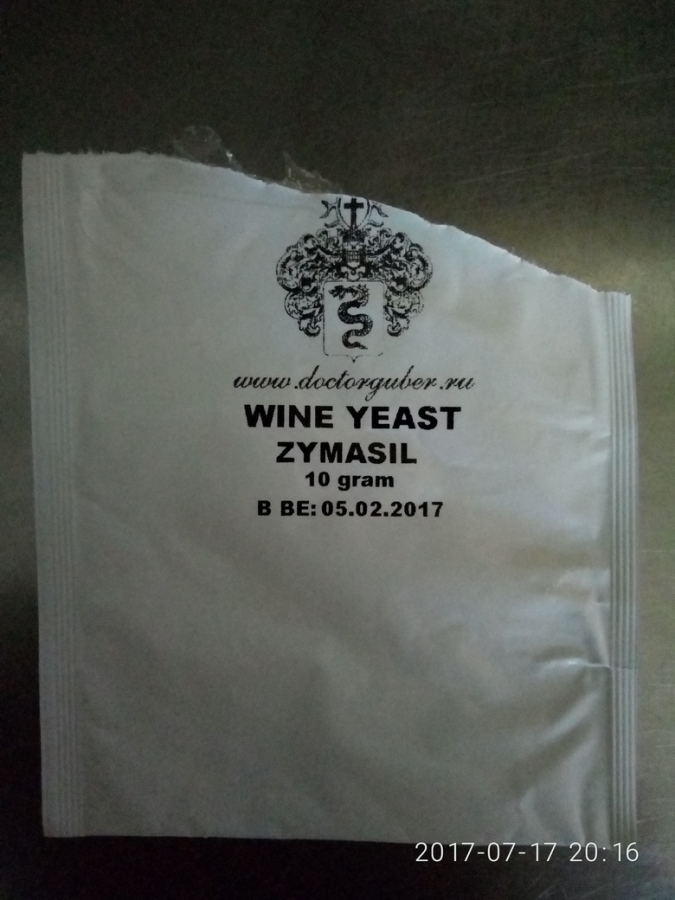 www.doctorguber.ru
WINE YEAST
ZYMASIL
10 gram
B BE: 05.02.2017
2017-07-17 20:16